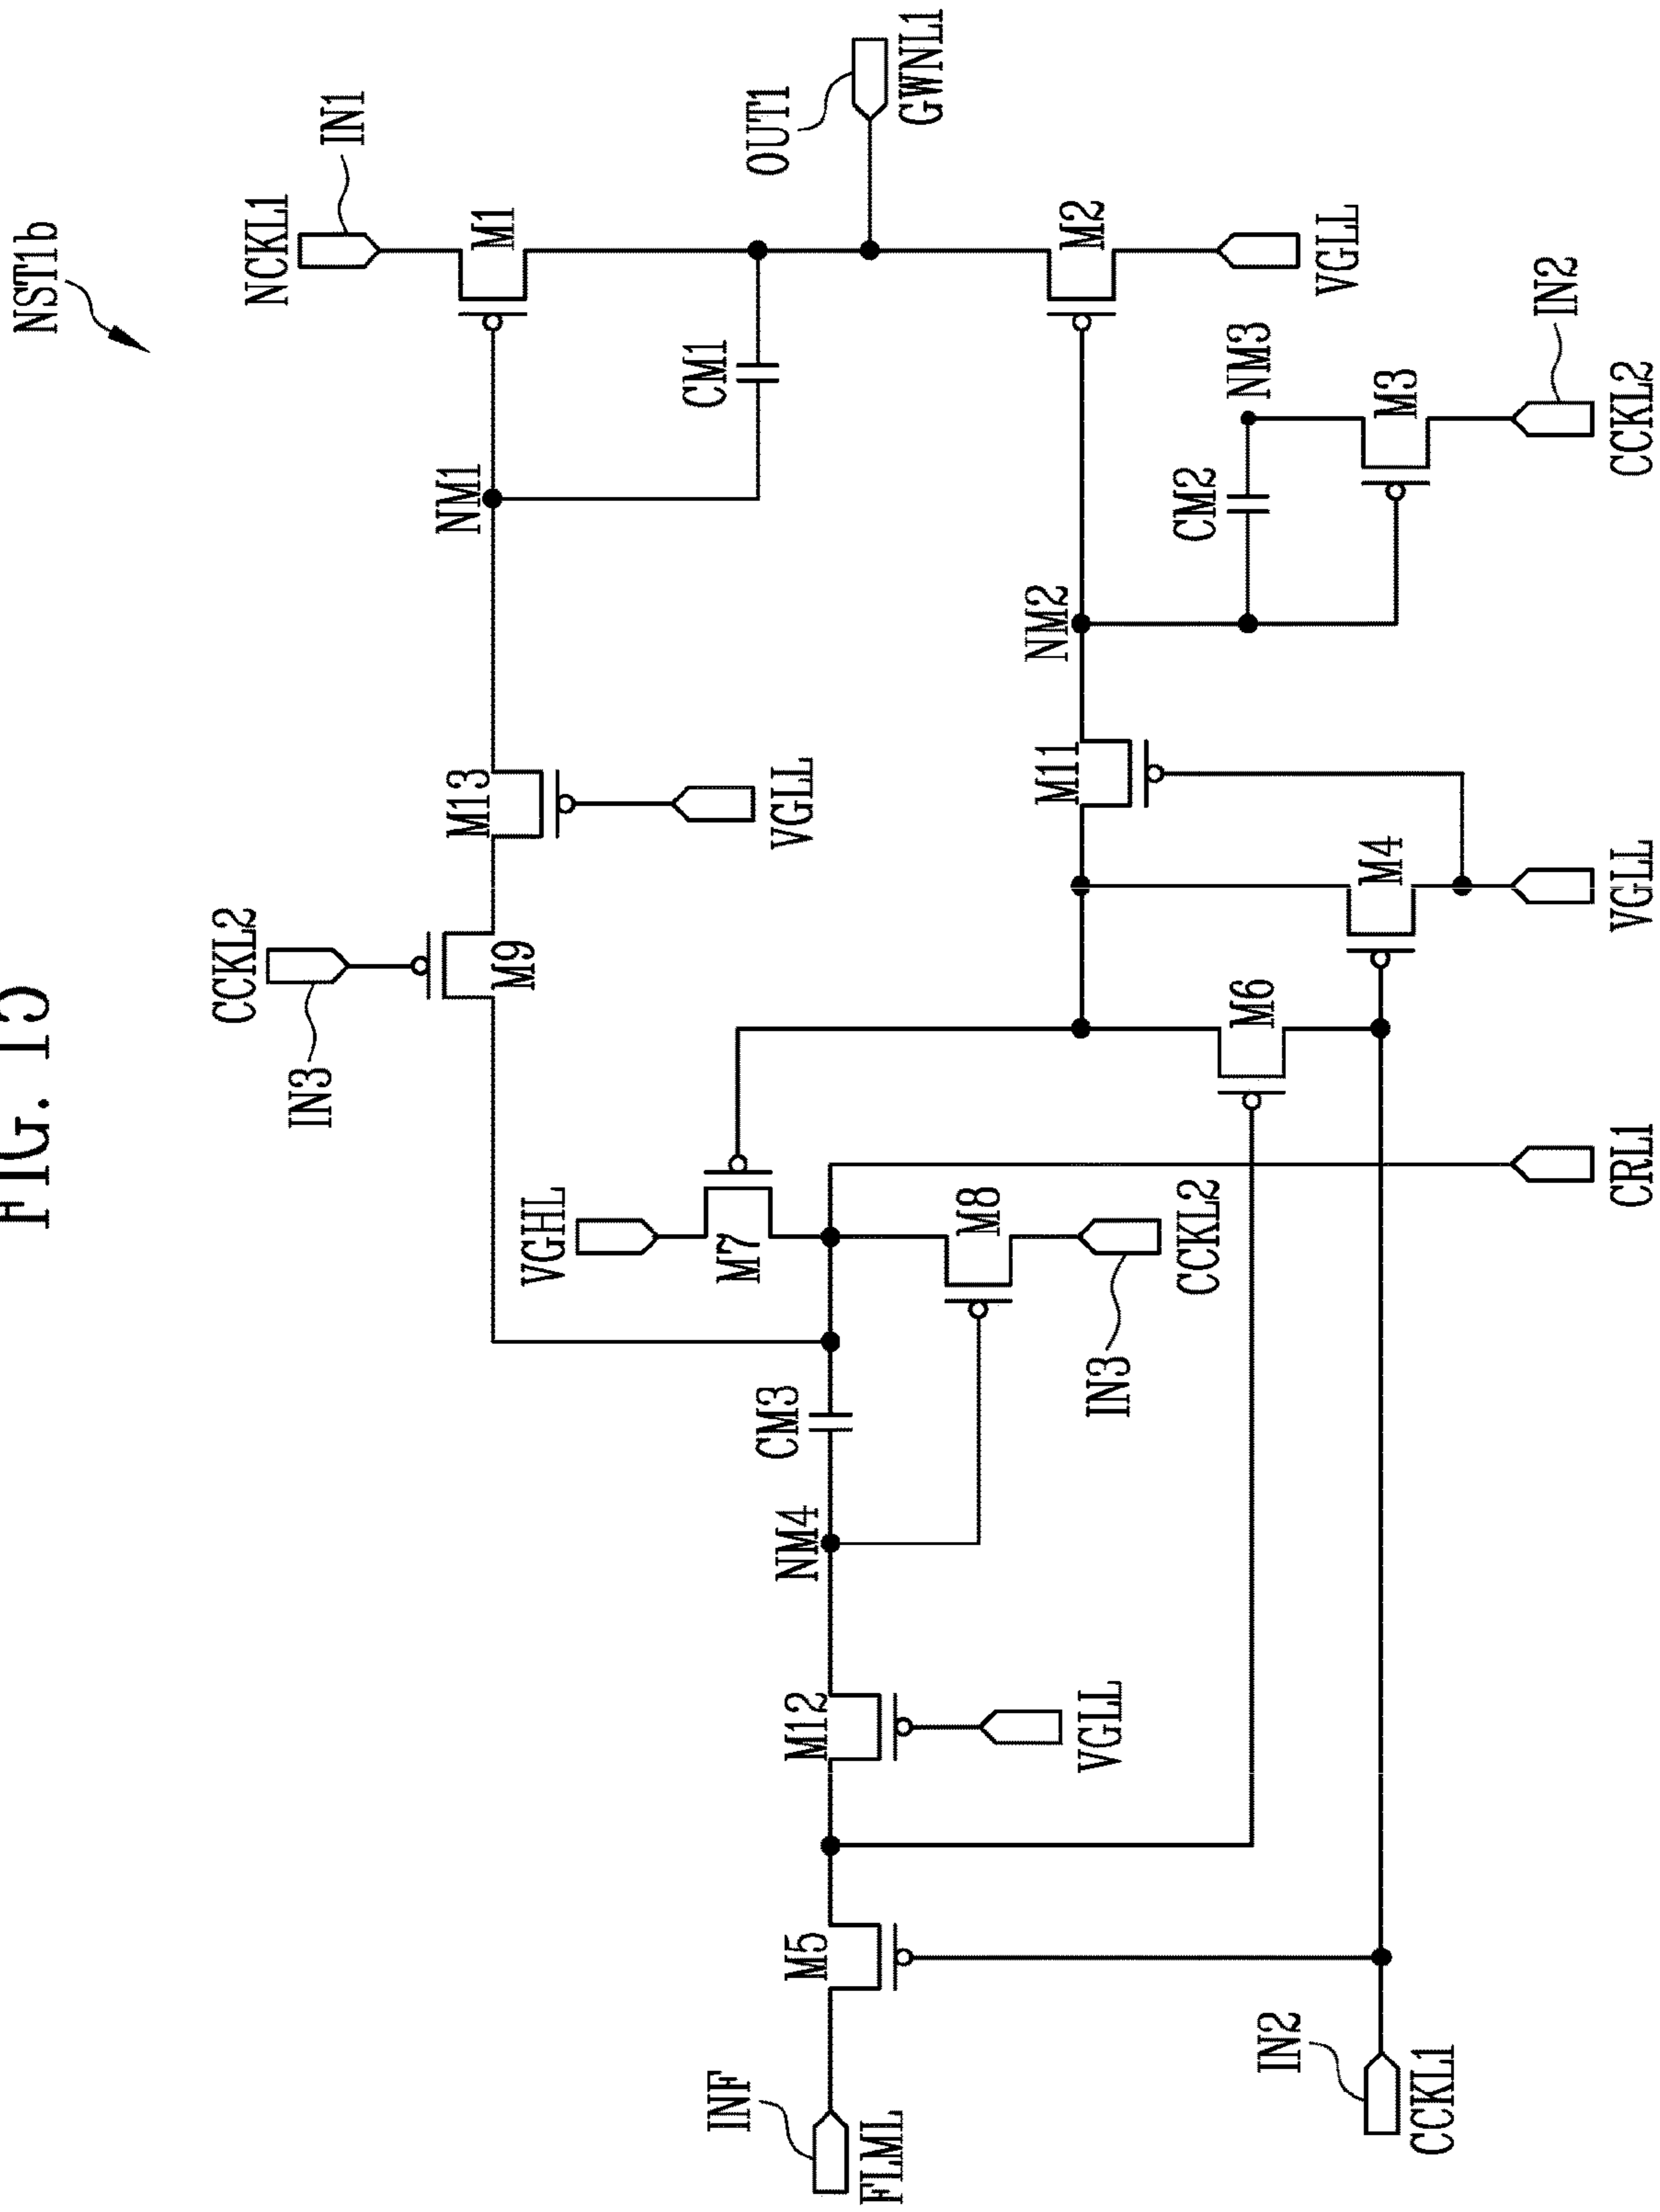 FIG.
NST1b
CCKL2
NCKL1
IN3
IN1
NM1
M13
M1
M9
VGHL
CM1
INF
M7
OUT1
CM3
VGLL
NM4
M5
M12
FLML
GWNL1
M8
NM2
M11
M2
VGLL
IN3
CM2
CCKL2
NM3
M6
IN2
VGLL
M4
M3
CCKL1
IN2
CRL1
VGLL
CCKL2